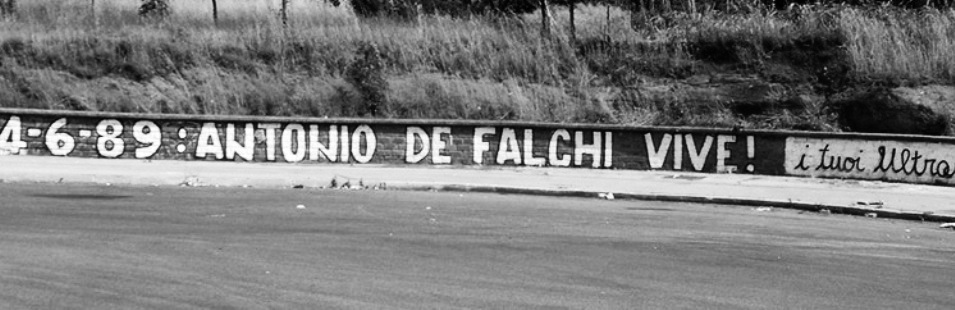 4-6-89: ANTONIO DE FALCHI VIVE!
i tuoi Ultra